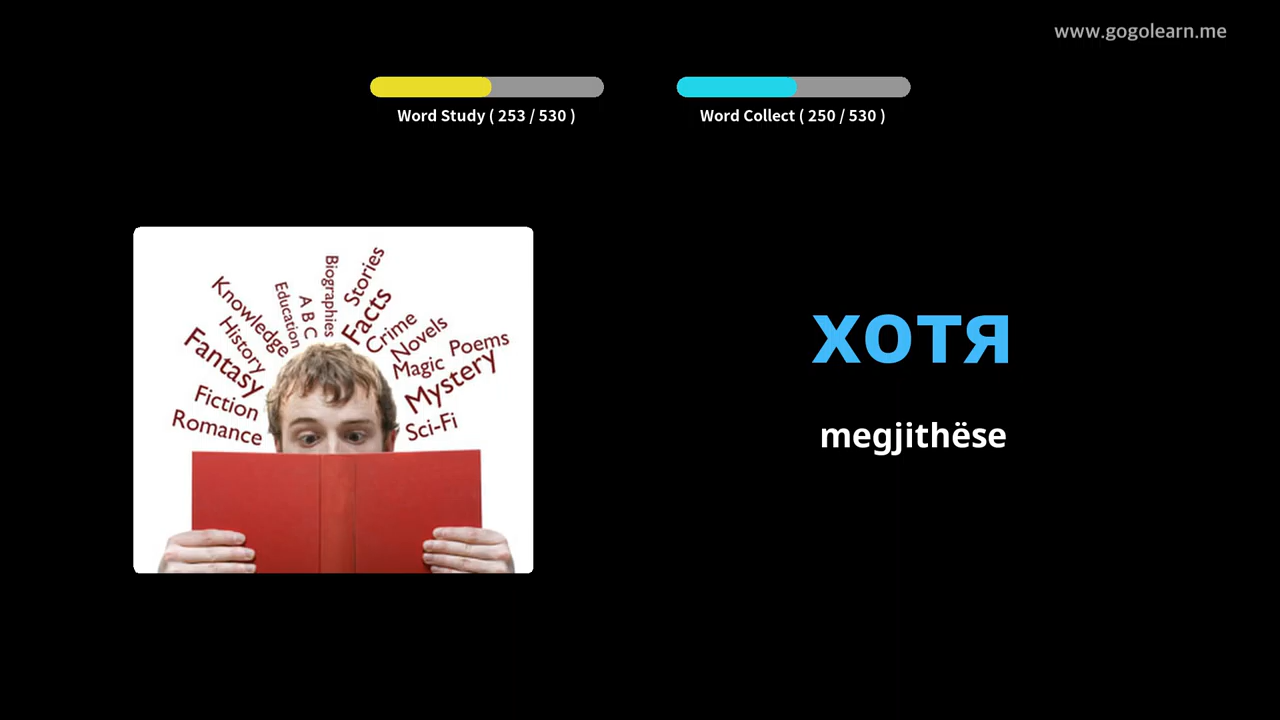 www.gogolearn.me
Word Study ( 253 / 530 )
Word Collect ( 250 / 530 )
Biographies
Stories
Education
A B C
Facts
Knowledge
Crime
History
Novels
Fantasy
Magic
Poems
Mystery
Fiction
Romance
Sci-Fi
хотя
megjithëse